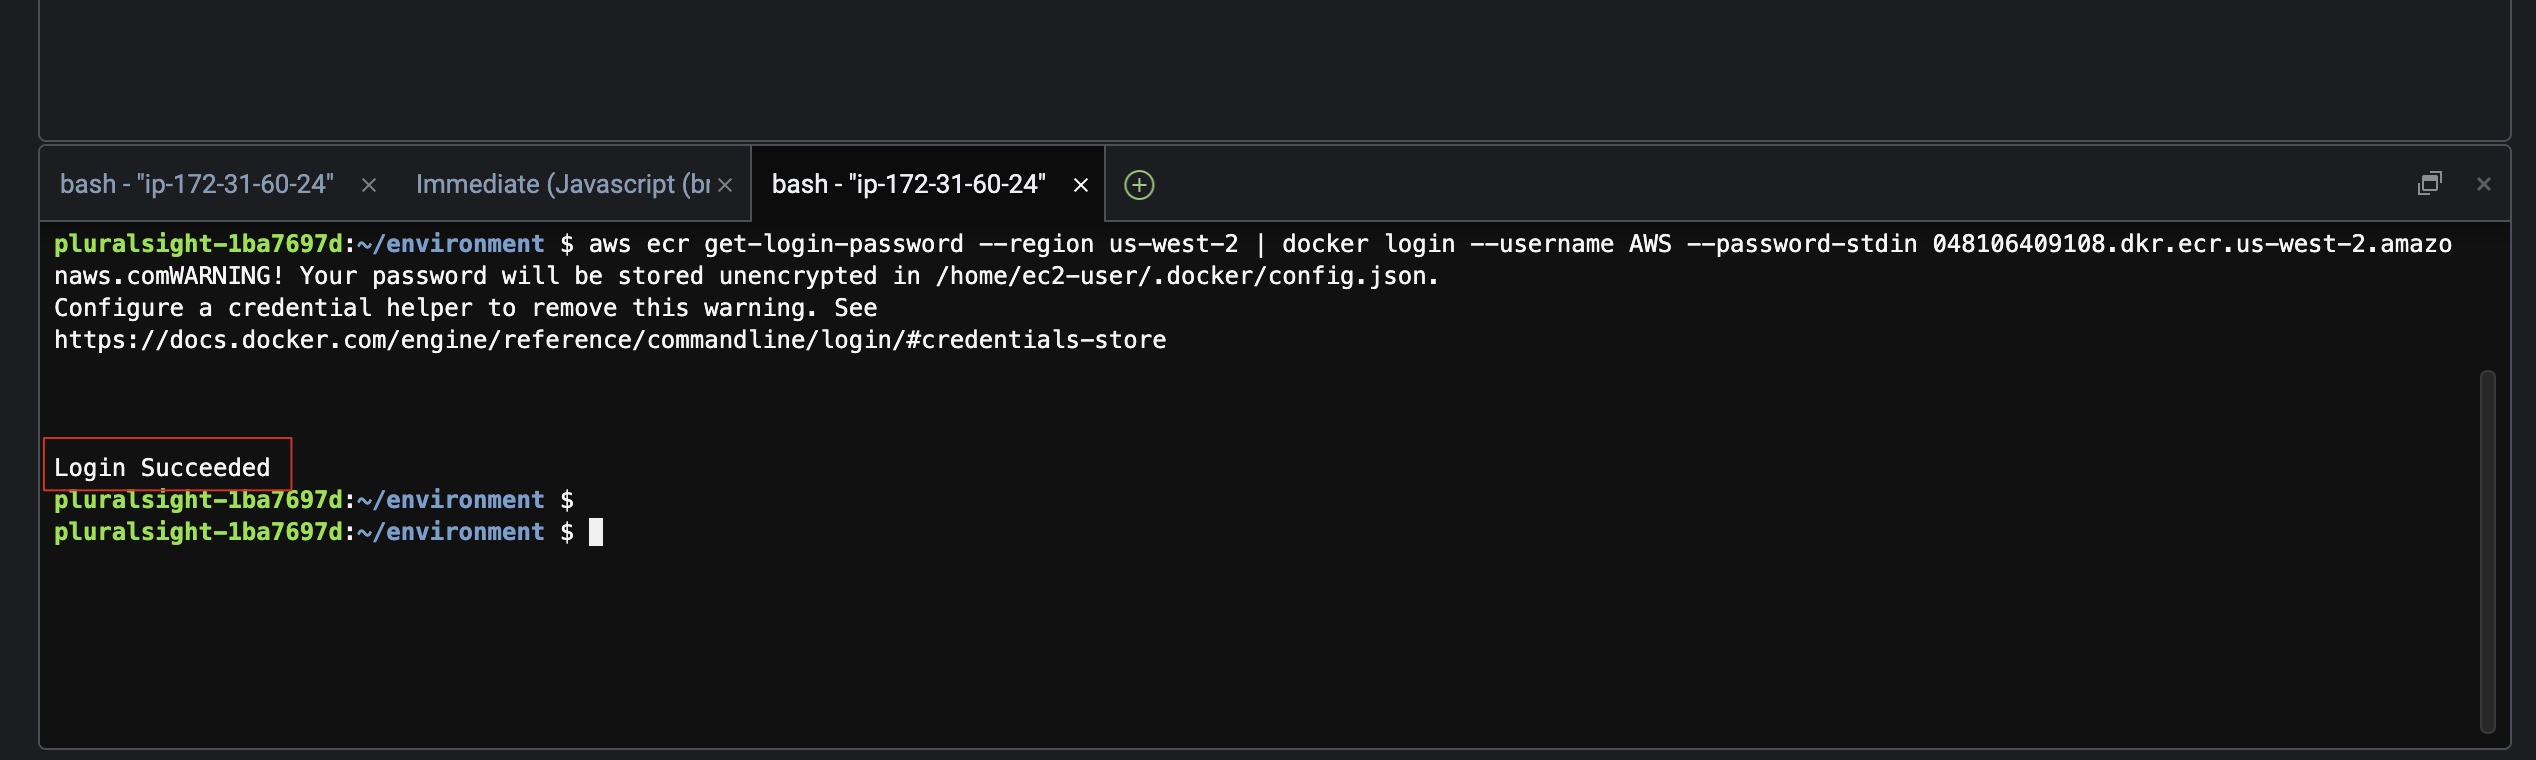 bash - "ip-172-31-60-24" × Immediate (Javascript (br × bash - "ip-172-31-60-24" ×
pluralsight-1ba7697d:~/environment $ aws ecr get-login-password --region us-west-2 | docker login --username AWS --password-stdin 048106409108.dkr.ecr.us-west-2.amazo
naws.comWARNING! Your password will be stored unencrypted in /home/ec2-user/.docker/config.json.
Configure a credential helper to remove this warning. See
https://docs.docker.com/engine/reference/commandline/login/#credentials-store
Login Succeeded
pluralsight-1ba7697d:~/environment $
pluralsight-1ba7697d:~/environment $